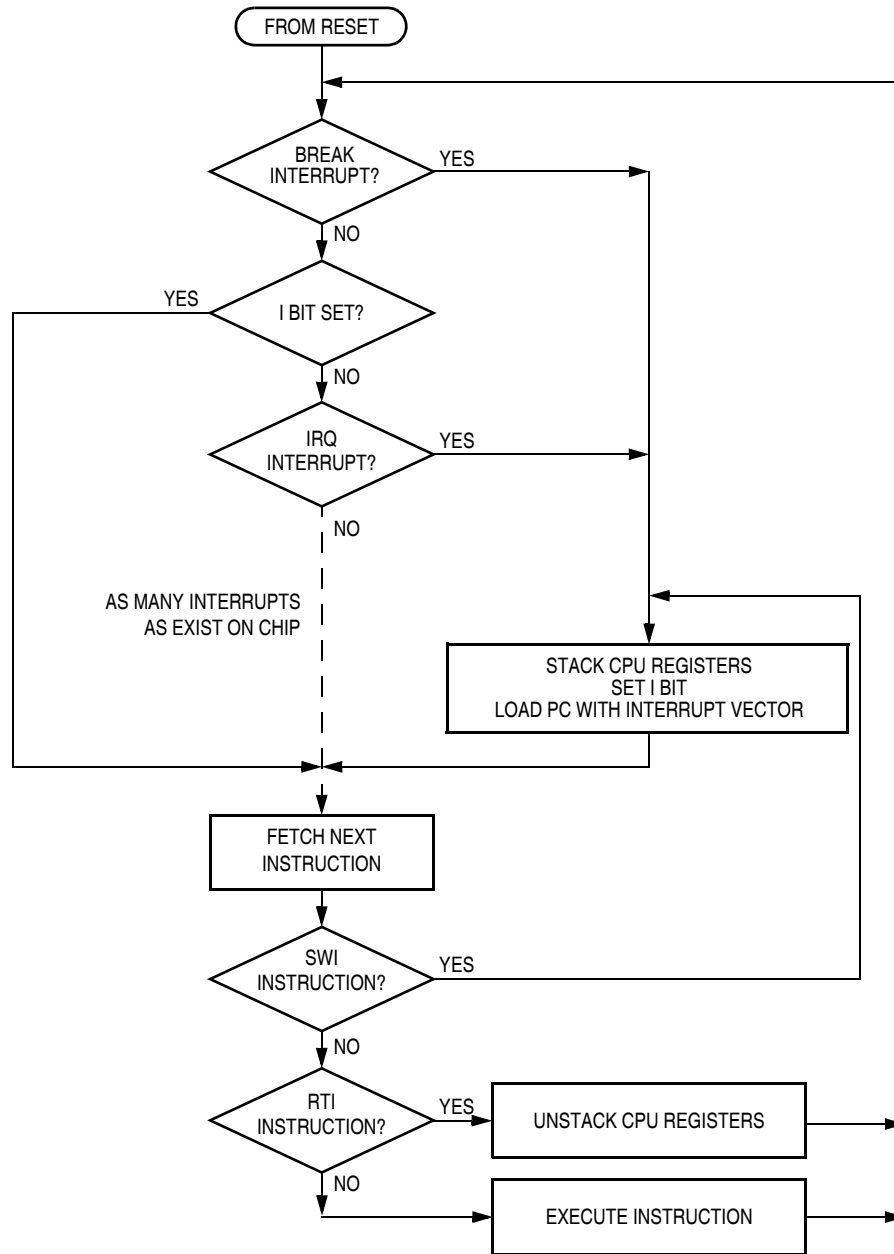 FROM RESET
BREAK
INTERRUPT?
YES
NO
YES
I BIT SET?
NO
IRQ
INTERRUPT?
YES
NO
AS MANY INTERRUPTS
AS EXIST ON CHIP
STACK CPU REGISTERS
SET I BIT
LOAD PC WITH INTERRUPT VECTOR
FETCH NEXT
INSTRUCTION
SWI
INSTRUCTION?
YES
NO
RTI
INSTRUCTION?
YES
UNSTACK CPU REGISTERS
NO
EXECUTE INSTRUCTION